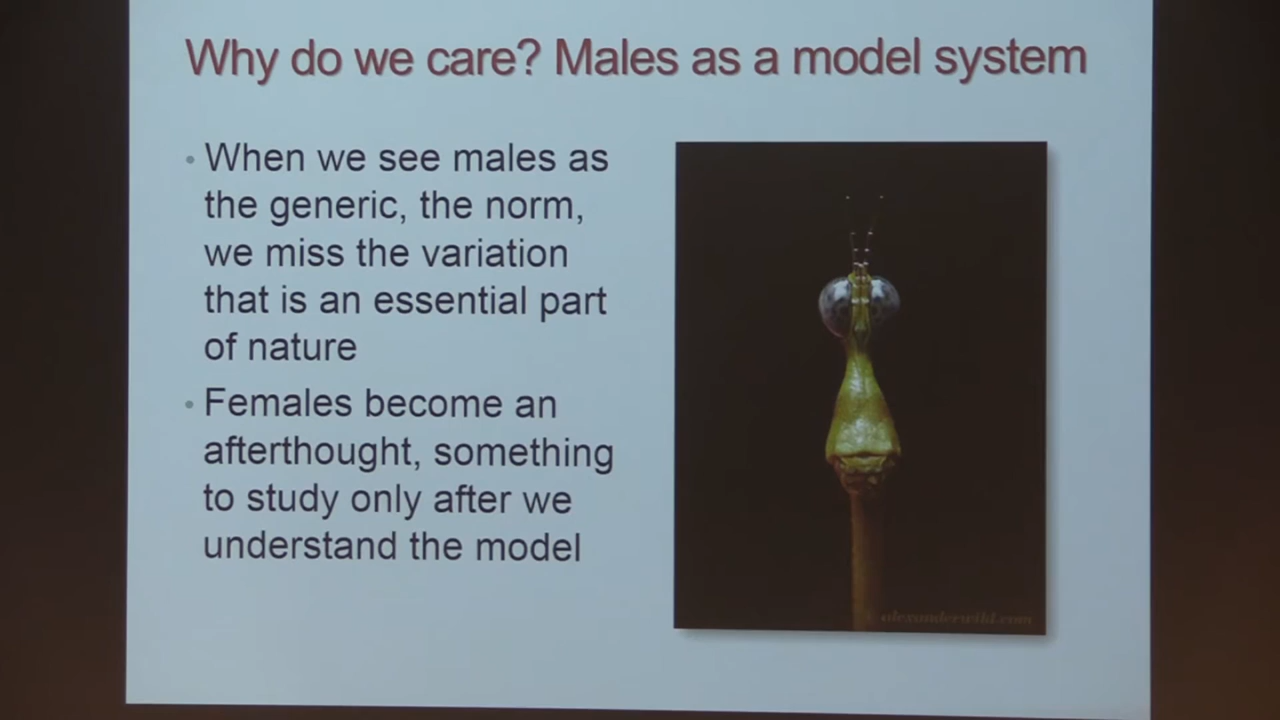 Why do we care? Males as a model system
• When we see males as
the generic, the norm,
we miss the variation
that is an essential part
of nature
• Females become an
afterthought, something
to study only after we
understand the model
alexanderwild.com